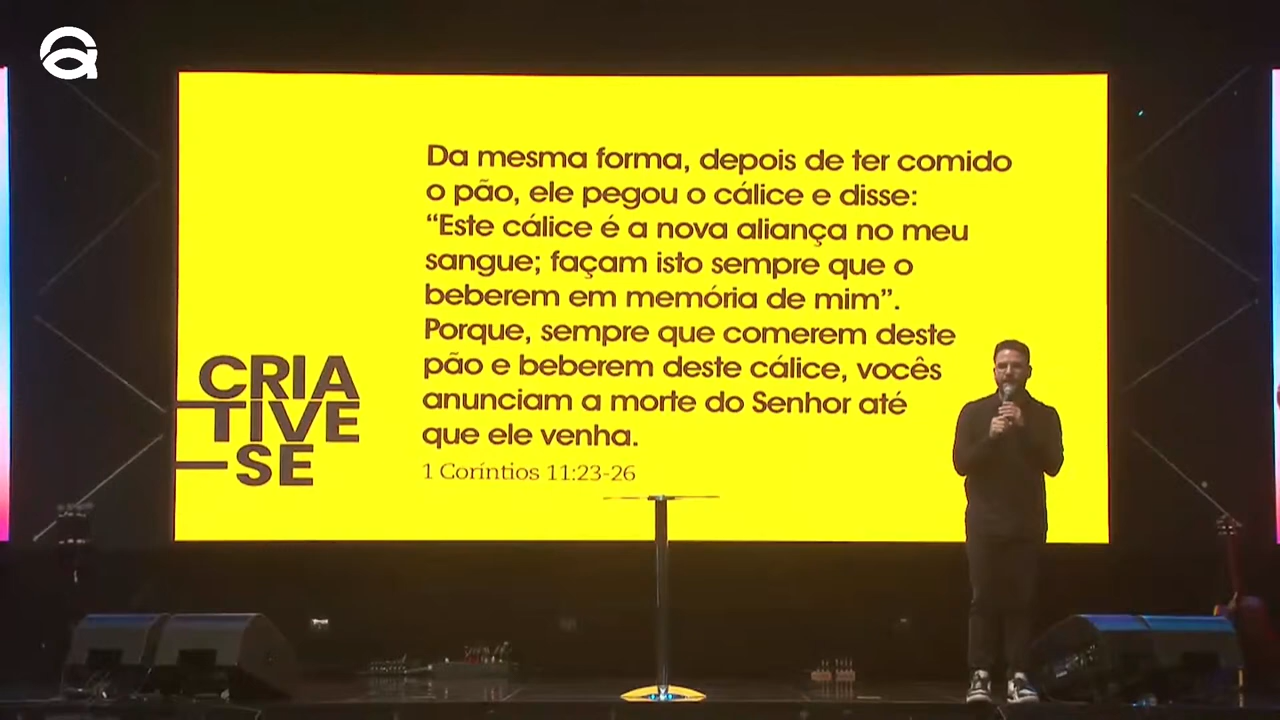 Da mesma forma, depois de ter comido
o pão, ele pegou o cálice e disse:
“Este cálice é a nova aliança no meu
sangue; façam isto sempre que o
beberem em memória de mim”.
Porque, sempre que comerem deste
pão e beberem deste cálice, vocês
anunciam a morte do Senhor até
que ele venha.
1 Coríntios 11:23-26
CRIA
TIVE
SE